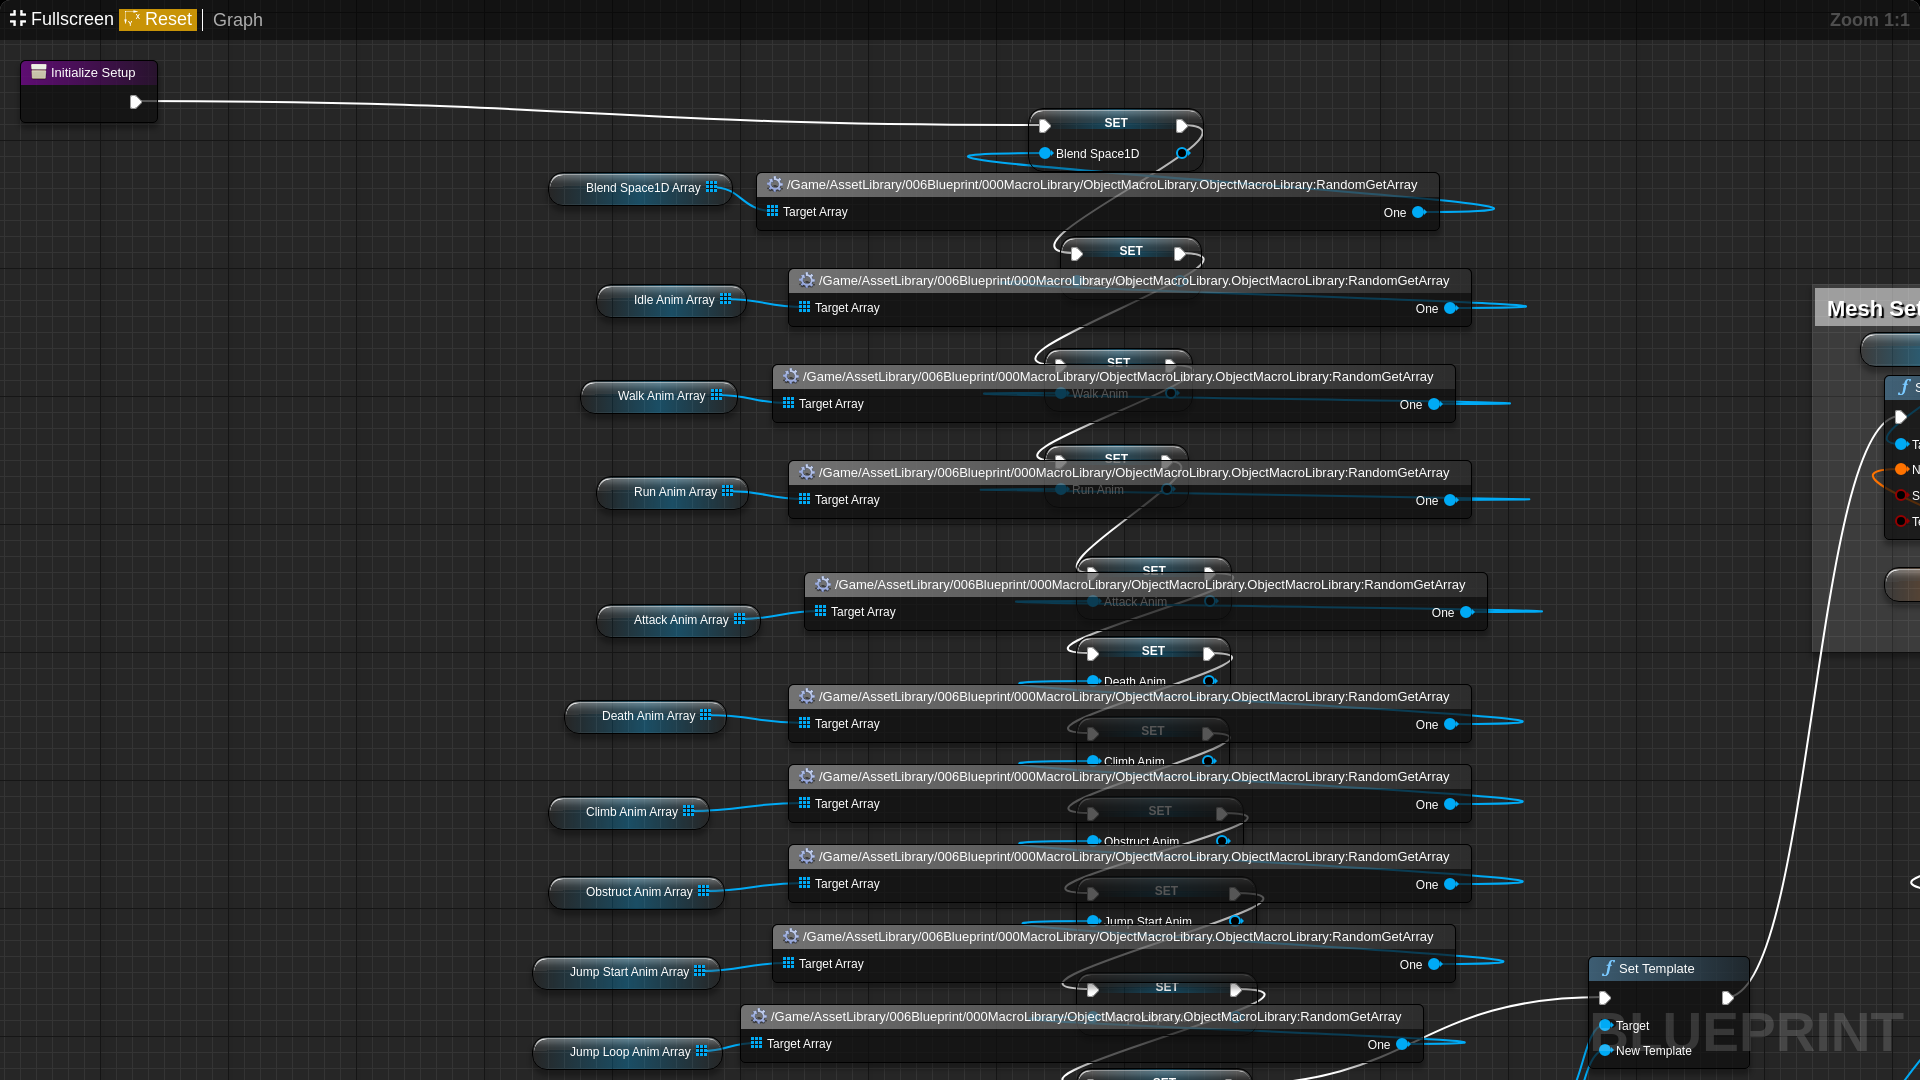 Fullscreen Reset Graph Zoom 1:1
Initialize Setup
SET
Blend Space1D
Blend Space1D Array
/Game/AssetLibrary/006Blueprint/000MacroLibrary/ObjectMacroLibrary.ObjectMacroLibrary:RandomGetArray
Target Array One
SET
Idle Anim Array
/Game/AssetLibrary/006Blueprint/000MacroLibrary/ObjectMacroLibrary.ObjectMacroLibrary:RandomGetArray
Target Array One
Mesh Set
SET
Walk Anim Array
/Game/AssetLibrary/006Blueprint/000MacroLibrary/ObjectMacroLibrary.ObjectMacroLibrary:RandomGetArray
Walk Anim
Target Array One
SET
Run Anim Array
/Game/AssetLibrary/006Blueprint/000MacroLibrary/ObjectMacroLibrary.ObjectMacroLibrary:RandomGetArray
Run Anim
Target Array One
SET
Attack Anim Array
/Game/AssetLibrary/006Blueprint/000MacroLibrary/ObjectMacroLibrary.ObjectMacroLibrary:RandomGetArray
Attack Anim
Target Array One
SET
Death Anim
Death Anim Array
/Game/AssetLibrary/006Blueprint/000MacroLibrary/ObjectMacroLibrary.ObjectMacroLibrary:RandomGetArray
Target Array One
SET
Climb Anim
Climb Anim Array
/Game/AssetLibrary/006Blueprint/000MacroLibrary/ObjectMacroLibrary.ObjectMacroLibrary:RandomGetArray
Target Array One
SET
Obstruct Anim
Obstruct Anim Array
/Game/AssetLibrary/006Blueprint/000MacroLibrary/ObjectMacroLibrary.ObjectMacroLibrary:RandomGetArray
Target Array One
SET
Jump Start Anim
Jump Start Anim Array
/Game/AssetLibrary/006Blueprint/000MacroLibrary/ObjectMacroLibrary.ObjectMacroLibrary:RandomGetArray
Target Array One
SET
Jump Loop Anim Array
/Game/AssetLibrary/006Blueprint/000MacroLibrary/ObjectMacroLibrary.ObjectMacroLibrary:RandomGetArray
Target Array One
SET
Set Template
Target
New Template
BLUEPRINT